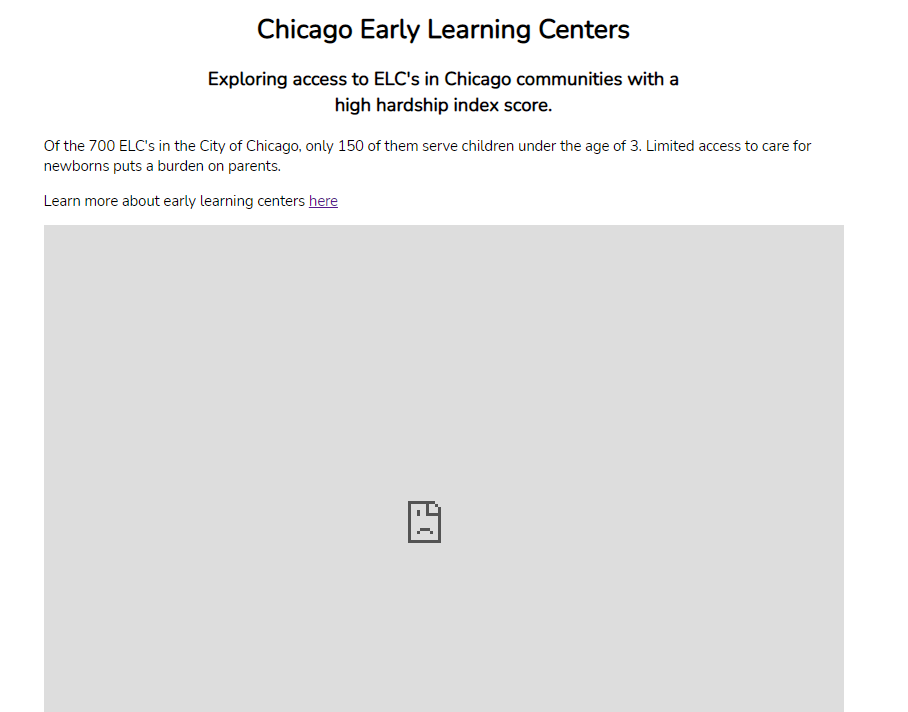 Chicago Early Learning Centers
Exploring access to ELC's in Chicago communities with a
high hardship index score.
Of the 700 ELC's in the City of Chicago, only 150 of them serve children under the age of 3. Limited access to care for
newborns puts a burden on parents.
Learn more about early learning centers here